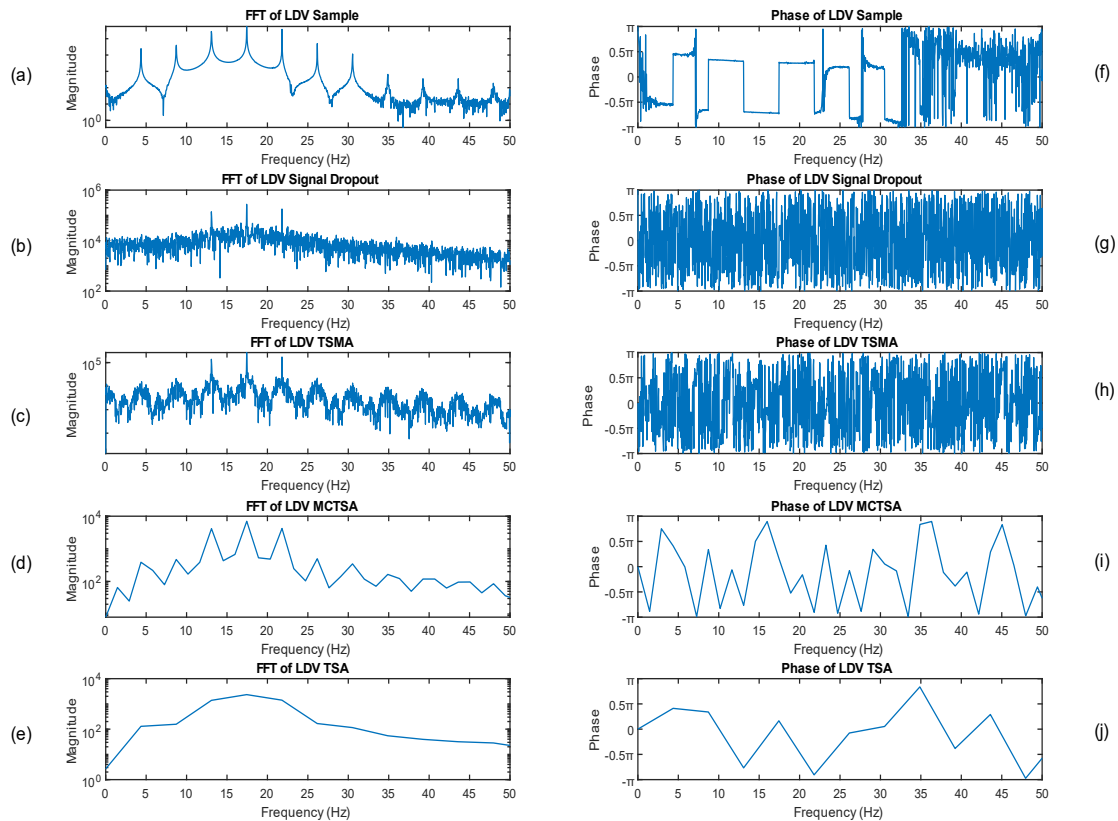 FFT of LDV Sample
(a)
Magnitude
10^0
0 5 10 15 20 25 30 35 40 45 50
Frequency (Hz)
Phase of LDV Sample
(f)
Phase
π
0.5π
0
-0.5π
-π
0 5 10 15 20 25 30 35 40 45 50
Frequency (Hz)
FFT of LDV Signal Dropout
(b)
Magnitude
10^6
10^4
10^2
0 5 10 15 20 25 30 35 40 45 50
Frequency (Hz)
Phase of LDV Signal Dropout
(g)
Phase
π
0.5π
0
-0.5π
-π
0 5 10 15 20 25 30 35 40 45 50
Frequency (Hz)
FFT of LDV TSMA
(c)
Magnitude
10^5
0 5 10 15 20 25 30 35 40 45 50
Frequency (Hz)
Phase of LDV TSMA
(h)
Phase
π
0.5π
0
-0.5π
-π
0 5 10 15 20 25 30 35 40 45 50
Frequency (Hz)
FFT of LDV MCTSA
(d)
Magnitude
10^4
10^2
0 5 10 15 20 25 30 35 40 45 50
Frequency (Hz)
Phase of LDV MCTSA
(i)
Phase
π
0.5π
0
-0.5π
-π
0 5 10 15 20 25 30 35 40 45 50
Frequency (Hz)
FFT of LDV TSA
(e)
Magnitude
10^4
10^2
10^0
0 5 10 15 20 25 30 35 40 45 50
Frequency (Hz)
Phase of LDV TSA
(j)
Phase
π
0.5π
0
-0.5π
-π
0 5 10 15 20 25 30 35 40 45 50
Frequency (Hz)